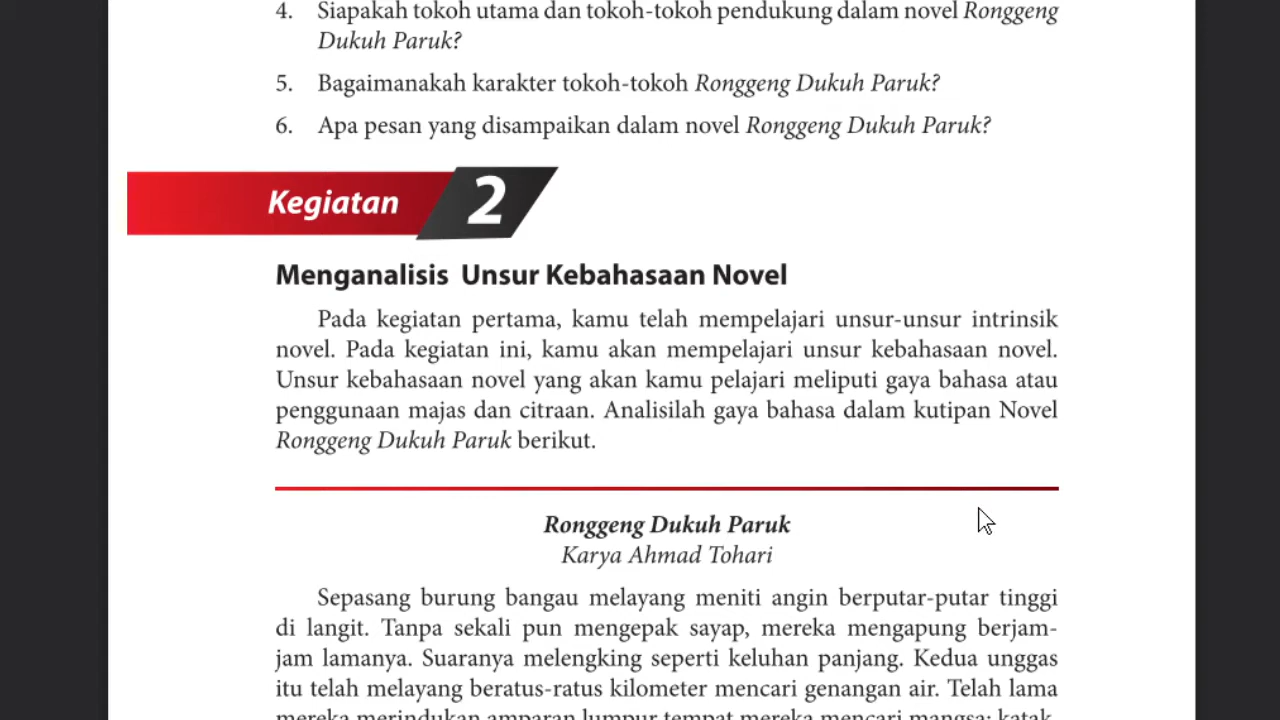 4. Siapakah tokoh utama dan tokoh-tokoh pendukung dalam novel Ronggeng
Dukuh Paruk?
5. Bagaimanakah karakter tokoh-tokoh Ronggeng Dukuh Paruk?
6. Apa pesan yang disampaikan dalam novel Ronggeng Dukuh Paruk?
Kegiatan 2
Menganalisis Unsur Kebahasaan Novel
Pada kegiatan pertama, kamu telah mempelajari unsur-unsur intrinsik
novel. Pada kegiatan ini, kamu akan mempelajari unsur kebahasaan novel.
Unsur kebahasaan novel yang akan kamu pelajari meliputi gaya bahasa atau
penggunaan majas dan citraan. Analisilah gaya bahasa dalam kutipan Novel
Ronggeng Dukuh Paruk berikut.
Ronggeng Dukuh Paruk
Karya Ahmad Tohari
Sepasang burung bangau melayang meniti angin berputar-putar tinggi
di langit. Tanpa sekali pun mengepak sayap, mereka mengapung berjam-
jam lamanya. Suaranya melengking seperti keluhan panjang. Kedua unggas
itu telah melayang beratus-ratus kilometer mencari genangan air. Telah lama
mereka merindukan amparan lumpur tempat mereka mencari mangsa; katak,